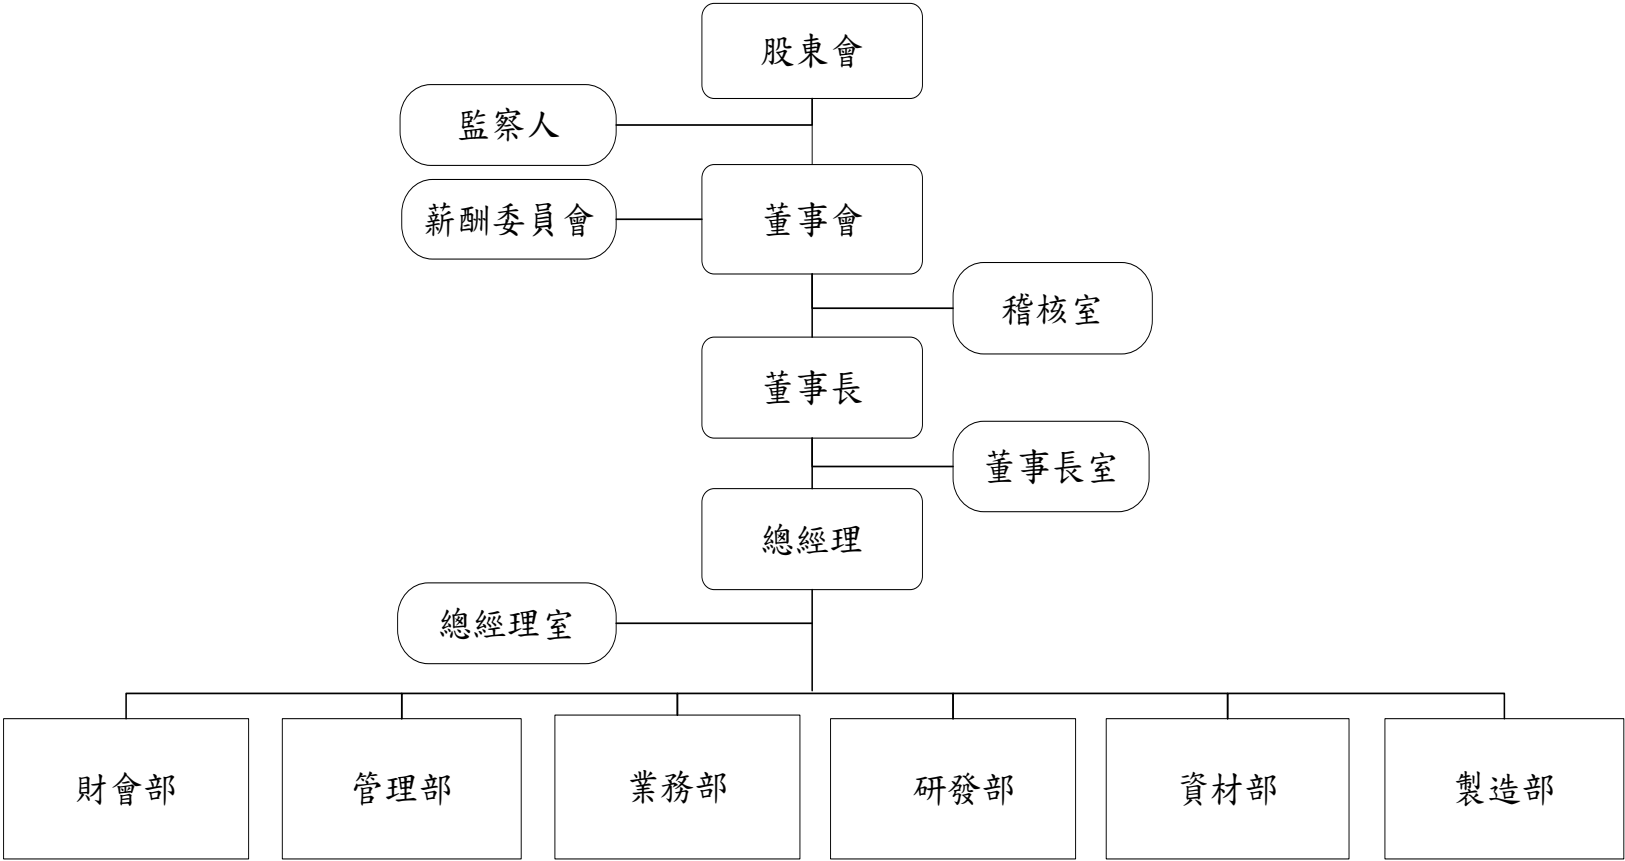 股東會
監察人
薪酬委員會
董事會
稽核室
董事長
董事長室
總經理
總經理室
財會部
管理部
業務部
研發部
資材部
製造部